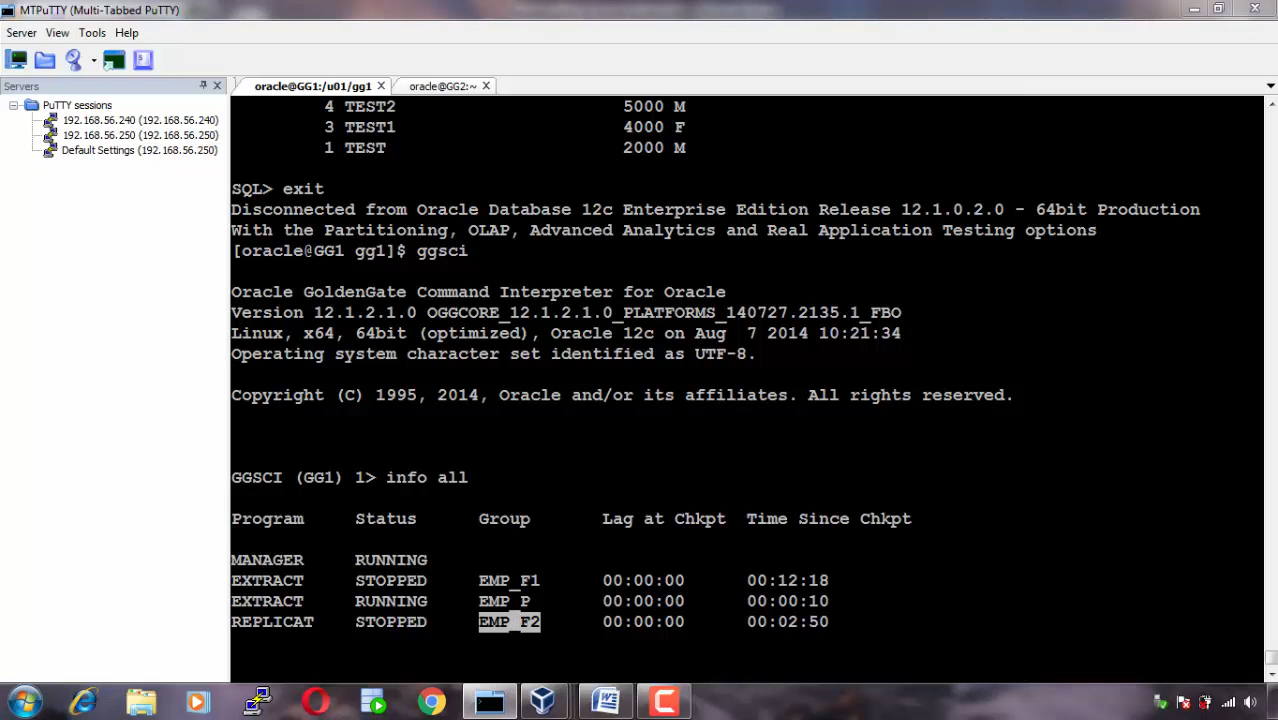 MTPuTTY (Multi-Tabbed PuTTY)
Server View Tools Help
Servers
PuTTY sessions
192.168.56.240 (192.168.56.240)
192.168.56.250 (192.168.56.250)
Default Settings (192.168.56.250)
oracle@GG1:/u01/gg1 oracle@GG2:~
4 TEST2 5000 M
3 TEST1 4000 F
1 TEST 2000 M
SQL> exit
Disconnected from Oracle Database 12c Enterprise Edition Release 12.1.0.2.0 - 64bit Production
With the Partitioning, OLAP, Advanced Analytics and Real Application Testing options
[oracle@GG1 gg1]$ ggsci
Oracle GoldenGate Command Interpreter for Oracle
Version 12.1.2.1.0 OGGCORE_12.1.2.1.0_PLATFORMS_140727.2135.1_FBO
Linux, x64, 64bit (optimized), Oracle 12c on Aug  7 2014 10:21:34
Operating system character set identified as UTF-8.
Copyright (C) 1995, 2014, Oracle and/or its affiliates. All rights reserved.
GGSCI (GG1) 1> info all
Program Status Group Lag at Chkpt Time Since Chkpt
MANAGER RUNNING
EXTRACT STOPPED EMP_F1 00:00:00 00:12:18
EXTRACT RUNNING EMP_P 00:00:00 00:00:10
REPLICAT STOPPED EMP_F2 00:00:00 00:02:50